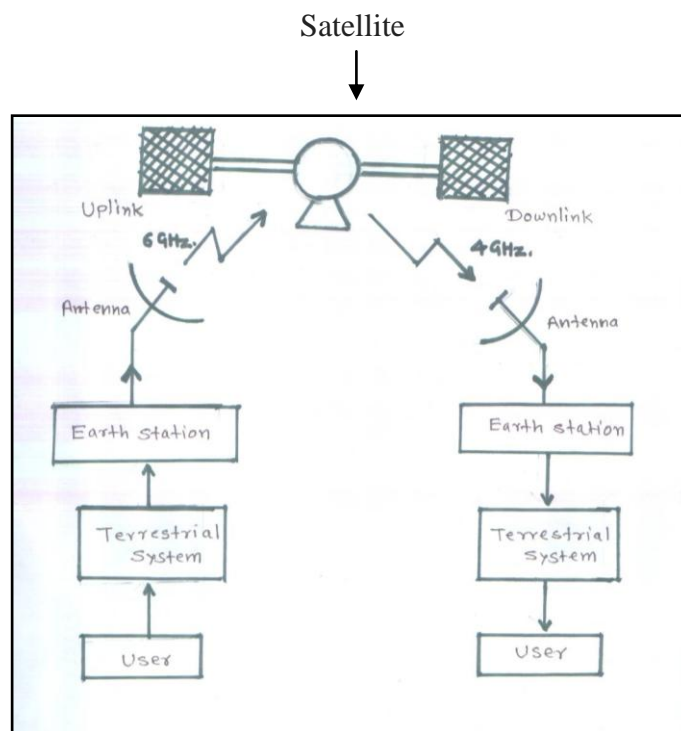 Satellite
Uplink
Downlink
6 GHz.
4 GHz.
Antenna
Antenna
Earth station
Earth station
Terrestrial
System
Terrestrial
System
User
User